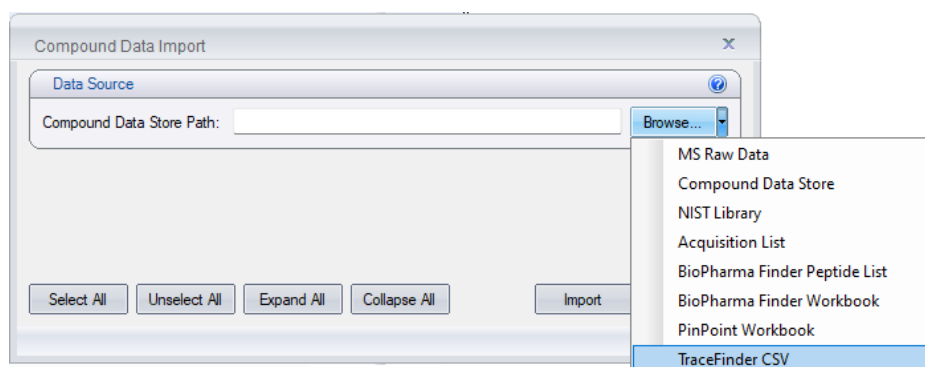 Compound Data Import
Data Source
Compound Data Store Path:
Browse...
MS Raw Data
Compound Data Store
NIST Library
Acquisition List
BioPharma Finder Peptide List
BioPharma Finder Workbook
PinPoint Workbook
TraceFinder CSV
Select All Unselect All Expand All Collapse All Import